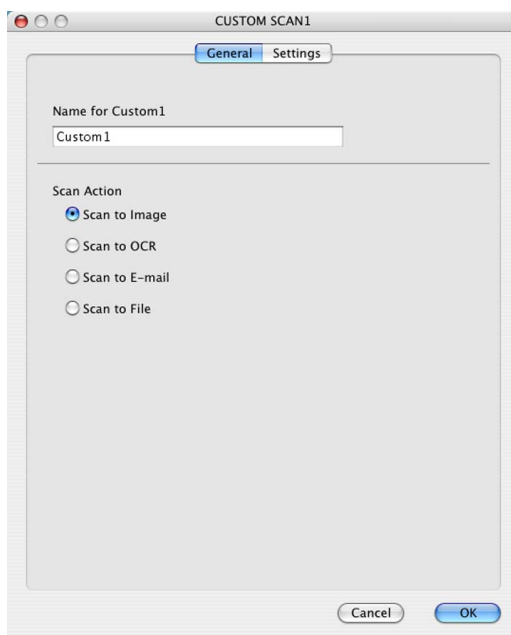 CUSTOM SCAN1
General Settings
Name for Custom1
Custom1
Scan Action
Scan to Image
Scan to OCR
Scan to E-mail
Scan to File
Cancel OK